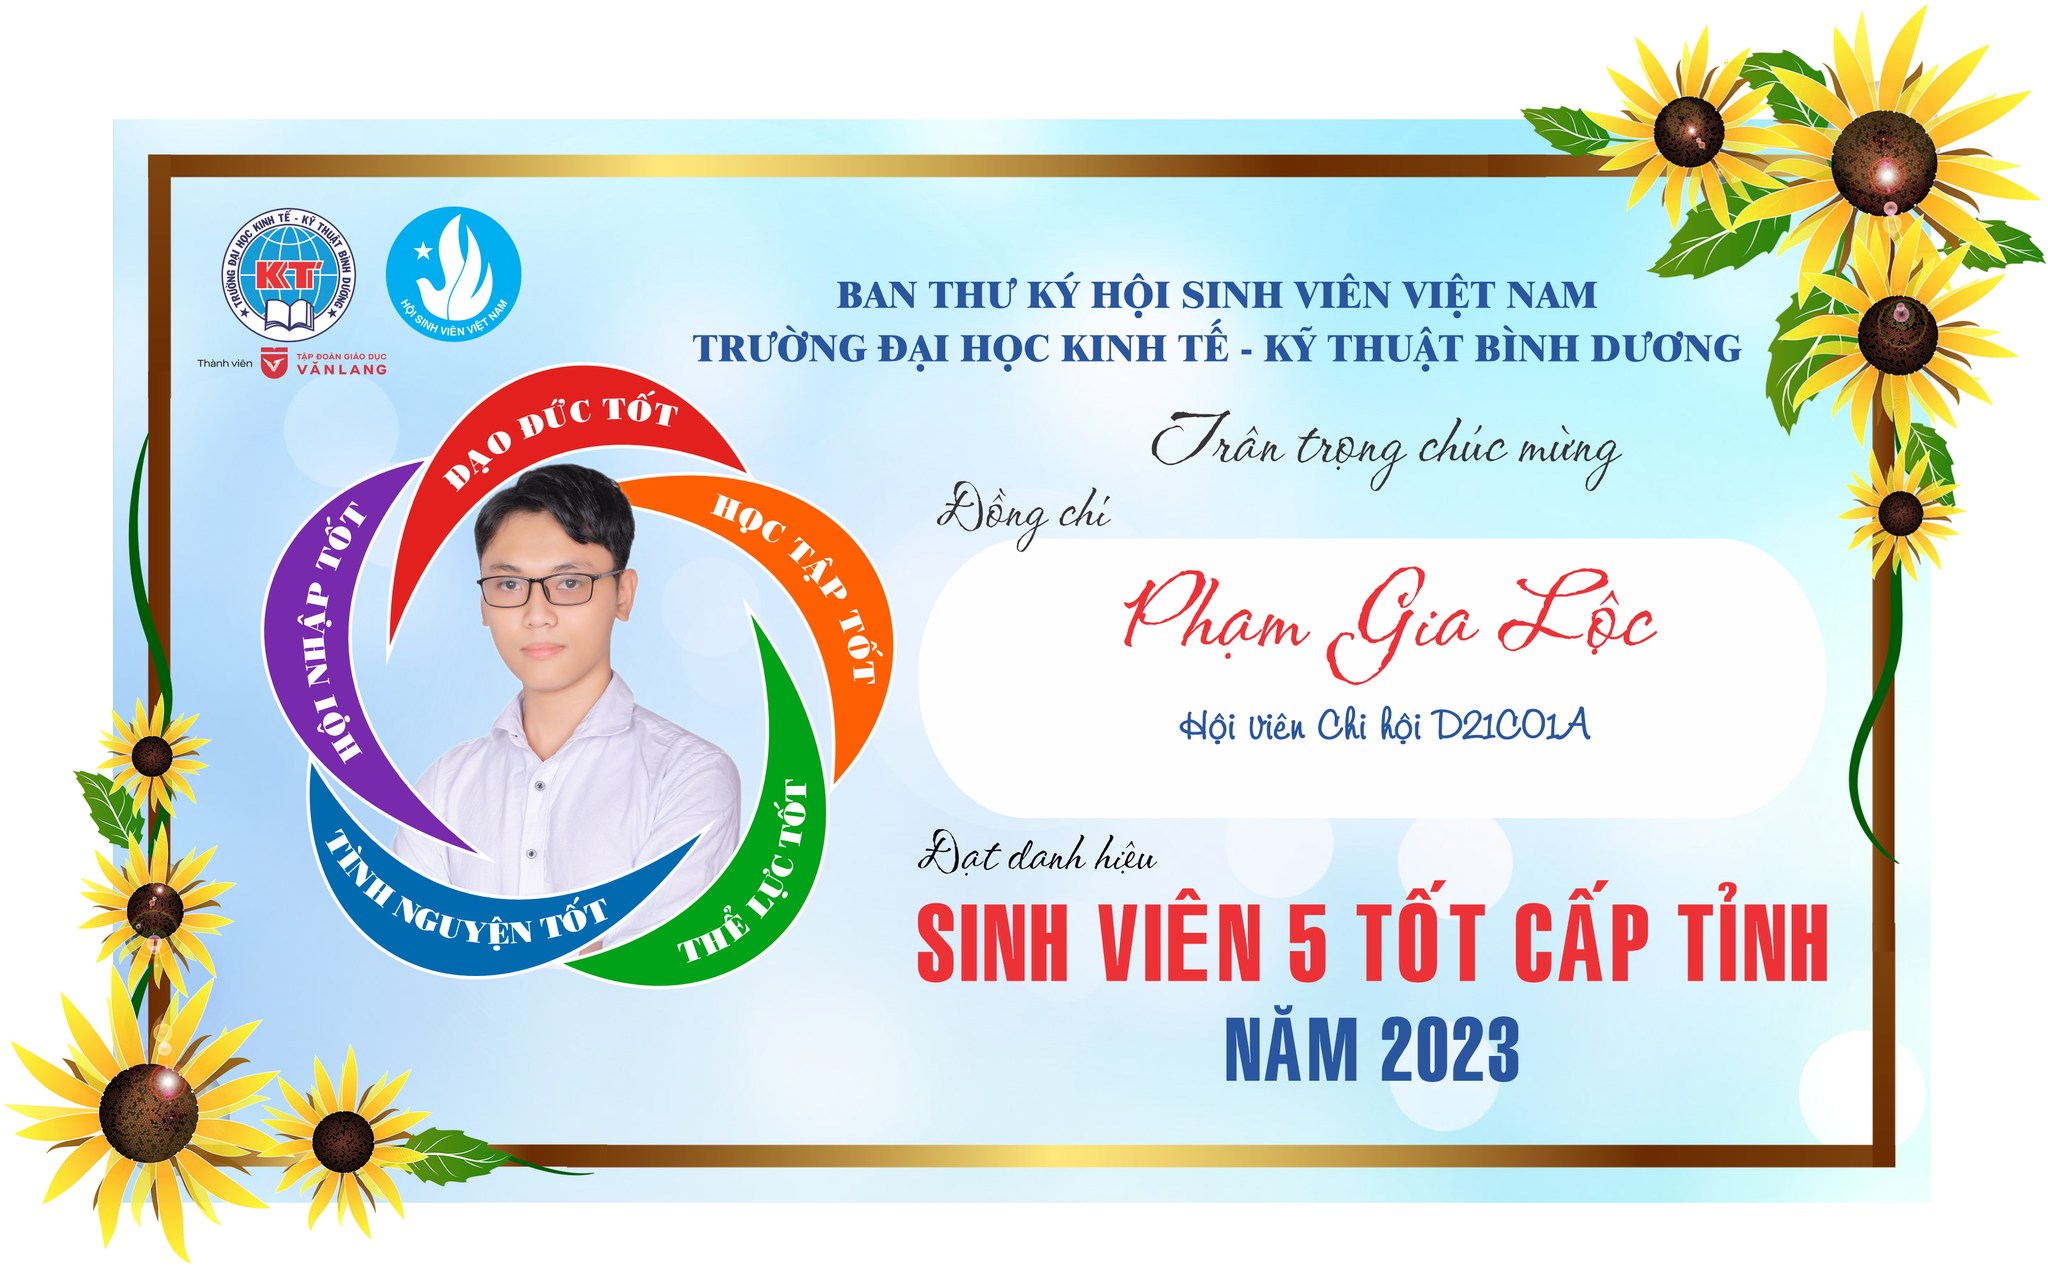 TRƯỜNG ĐẠI HỌC KINH TẾ - KỸ THUẬT BÌNH DƯƠNG
KTi
HỘI SINH VIÊN VIỆT NAM
Thành viên
TẬP ĐOÀN GIÁO DỤC
VĂN LANG
BAN THƯ KÝ HỘI SINH VIÊN VIỆT NAM
TRƯỜNG ĐẠI HỌC KINH TẾ - KỸ THUẬT BÌNH DƯƠNG
Trân trọng chúc mừng
Đồng chí
Phạm Gia Lộc
Hội viên Chi hội D21CO1A
Đạt danh hiệu
SINH VIÊN 5 TỐT CẤP TỈNH
NĂM 2023
ĐẠO ĐỨC TỐT
HỌC TẬP TỐT
THỂ LỰC TỐT
TÌNH NGUYỆN TỐT
HỘI NHẬP TỐT